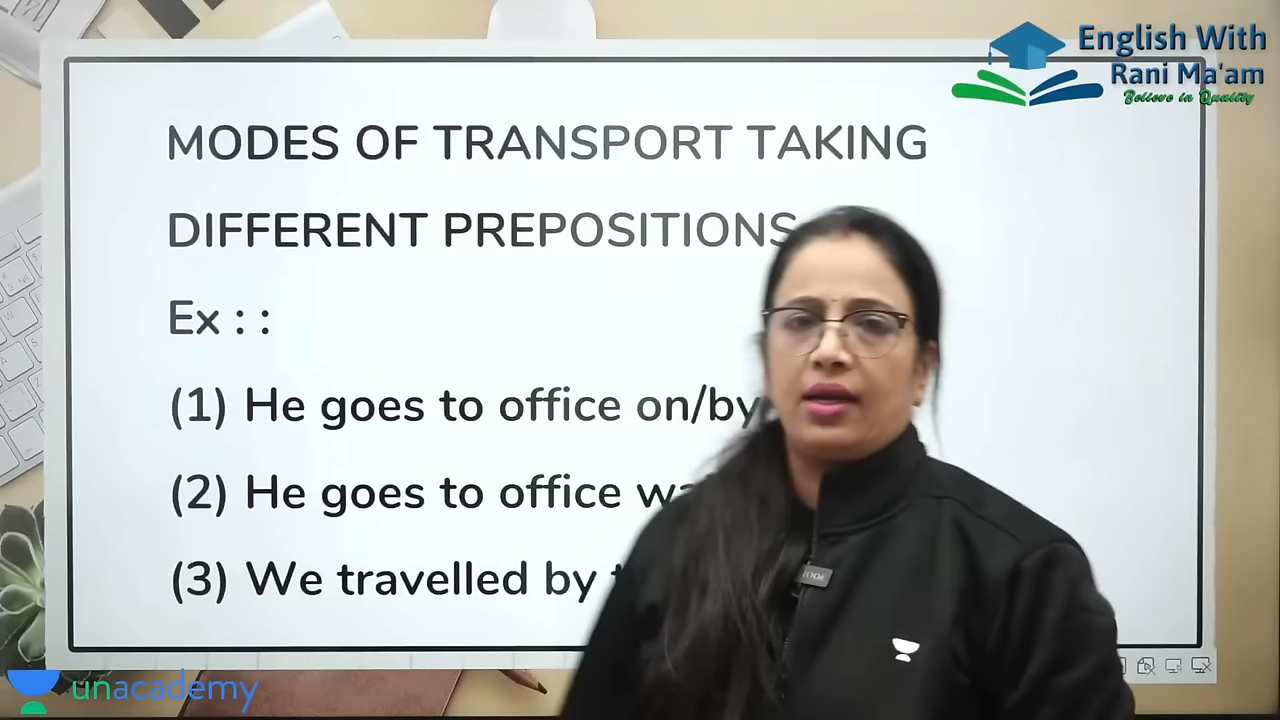 English With
Rani Ma'am
Believe in Quality
MODES OF TRANSPORT TAKING
DIFFERENT PREPOSITIONS
Ex : :
(1) He goes to office on/by
(2) He goes to office
(3) We travelled by
unacademy